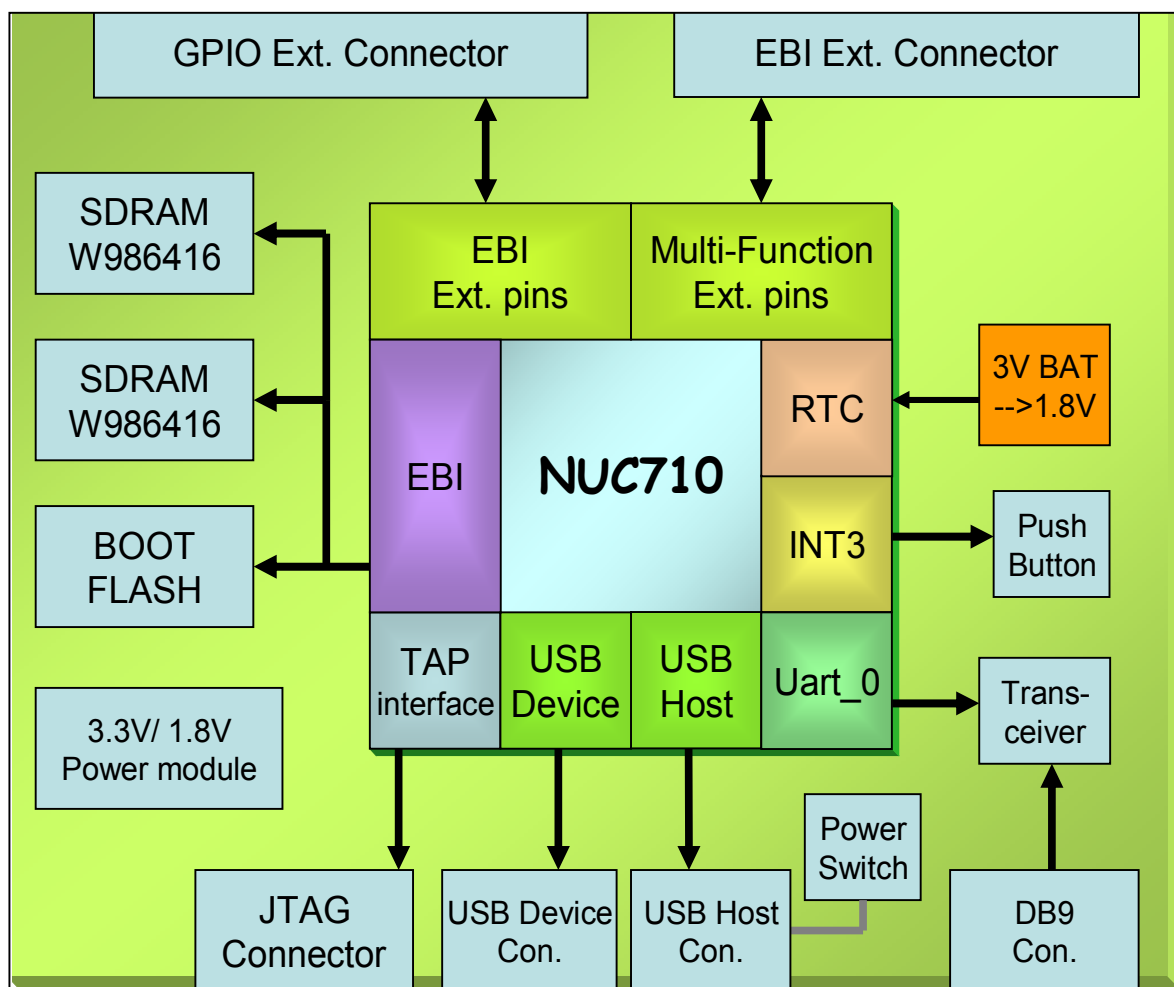 GPIO Ext. Connector
EBI Ext. Connector
SDRAM
W986416
EBI
Ext. pins
Multi-Function
Ext. pins
SDRAM
W986416
EBI
NUC710
RTC
3V BAT
-->1.8V
INT3
Push
Button
BOOT
FLASH
TAP
interface
USB
Device
USB
Host
Uart_0
Trans-
ceiver
3.3V/ 1.8V
Power module
Power
Switch
JTAG
Connector
USB Device
Con.
USB Host
Con.
DB9
Con.